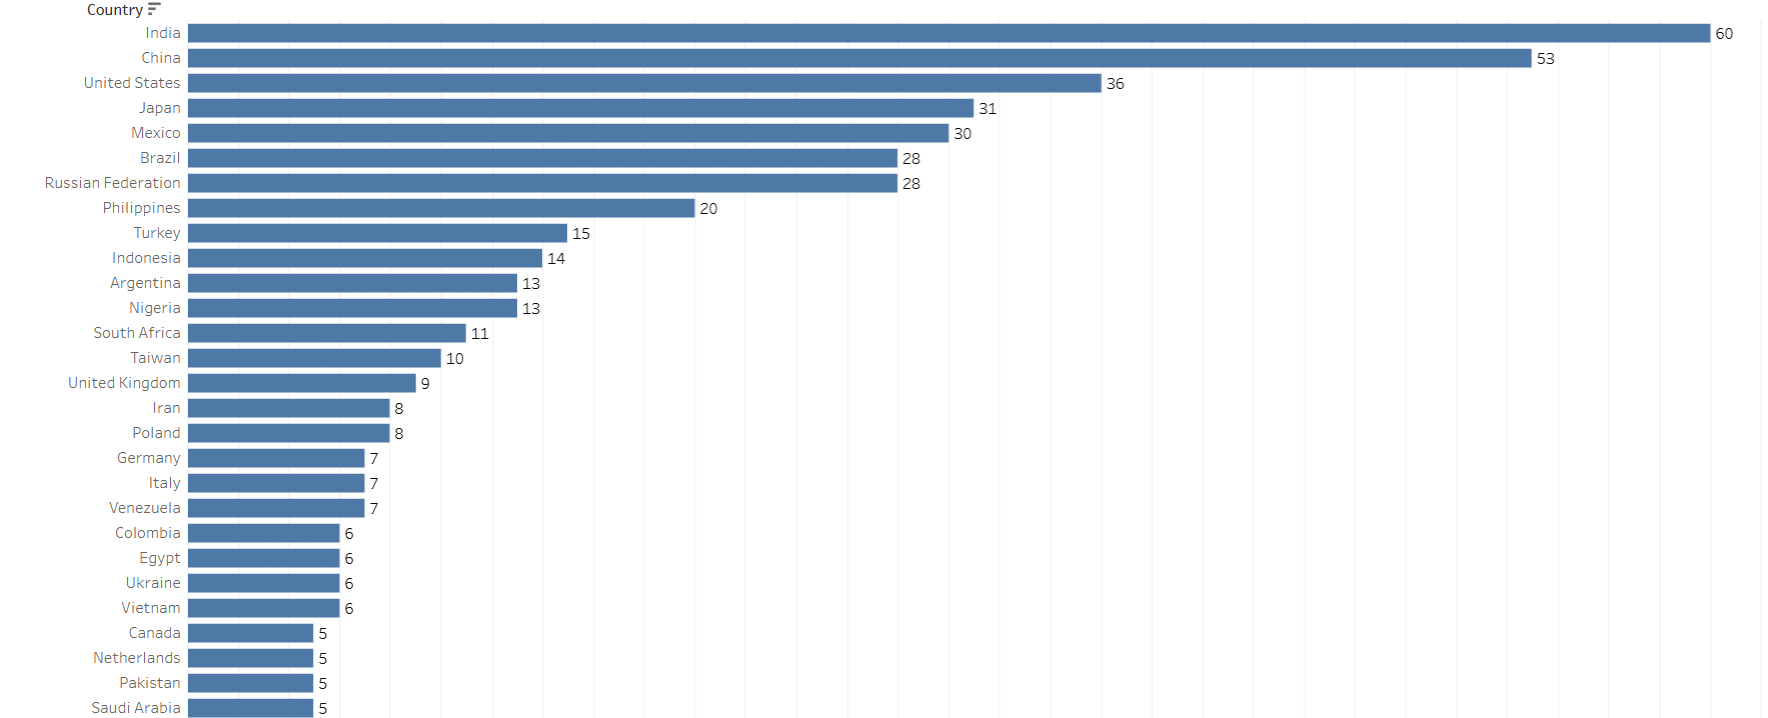 Country
India 60
China 53
United States 36
Japan 31
Mexico 30
Brazil 28
Russian Federation 28
Philippines 20
Turkey 15
Indonesia 14
Argentina 13
Nigeria 13
South Africa 11
Taiwan 10
United Kingdom 9
Iran 8
Poland 8
Germany 7
Italy 7
Venezuela 7
Colombia 6
Egypt 6
Ukraine 6
Vietnam 6
Canada 5
Netherlands 5
Pakistan 5
Saudi Arabia 5